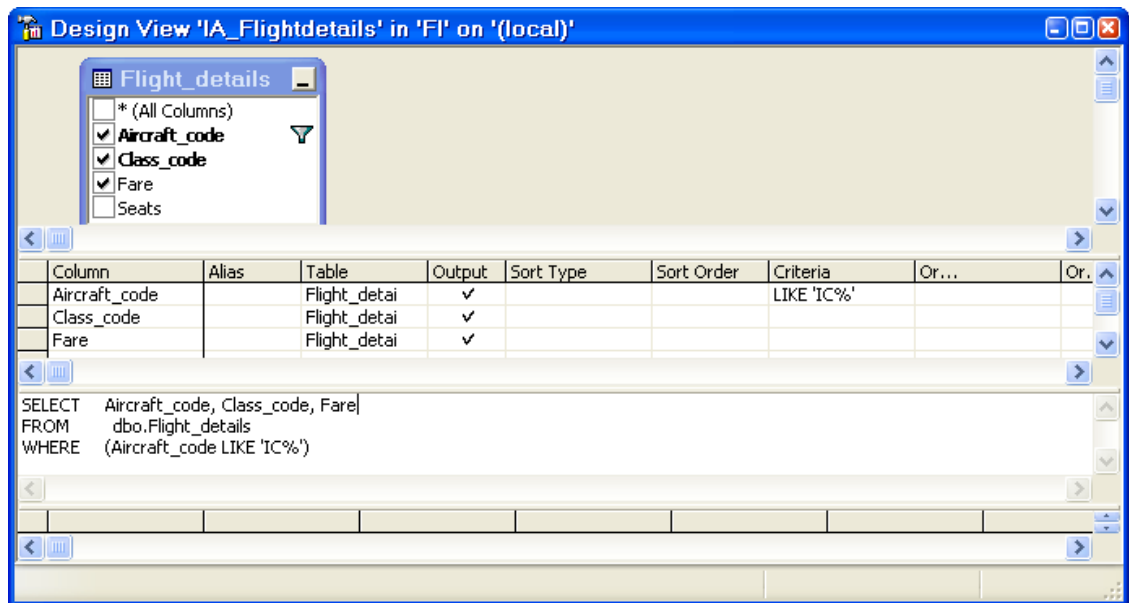 Design View 'IA_Flightdetails' in 'FI' on '(local)'
Flight_details
* (All Columns)
Aircraft_code
Class_code
Fare
Seats
Column Alias Table Output Sort Type Sort Order Criteria Or... Or.
Aircraft_code Flight_detai LIKE 'IC%'
Class_code Flight_detai
Fare Flight_detai
SELECT Aircraft_code, Class_code, Fare
FROM dbo.Flight_details
WHERE (Aircraft_code LIKE 'IC%')